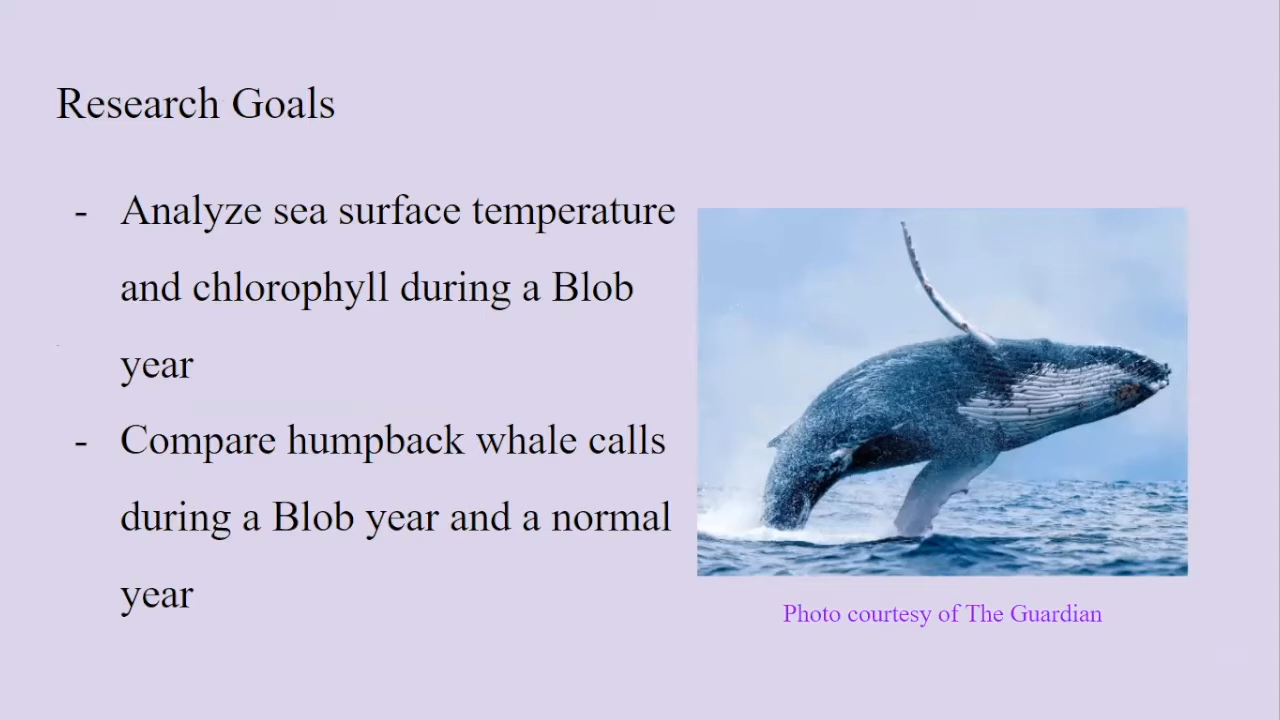 Research Goals
- Analyze sea surface temperature
and chlorophyll during a Blob
year
- Compare humpback whale calls
during a Blob year and a normal
year
Photo courtesy of The Guardian